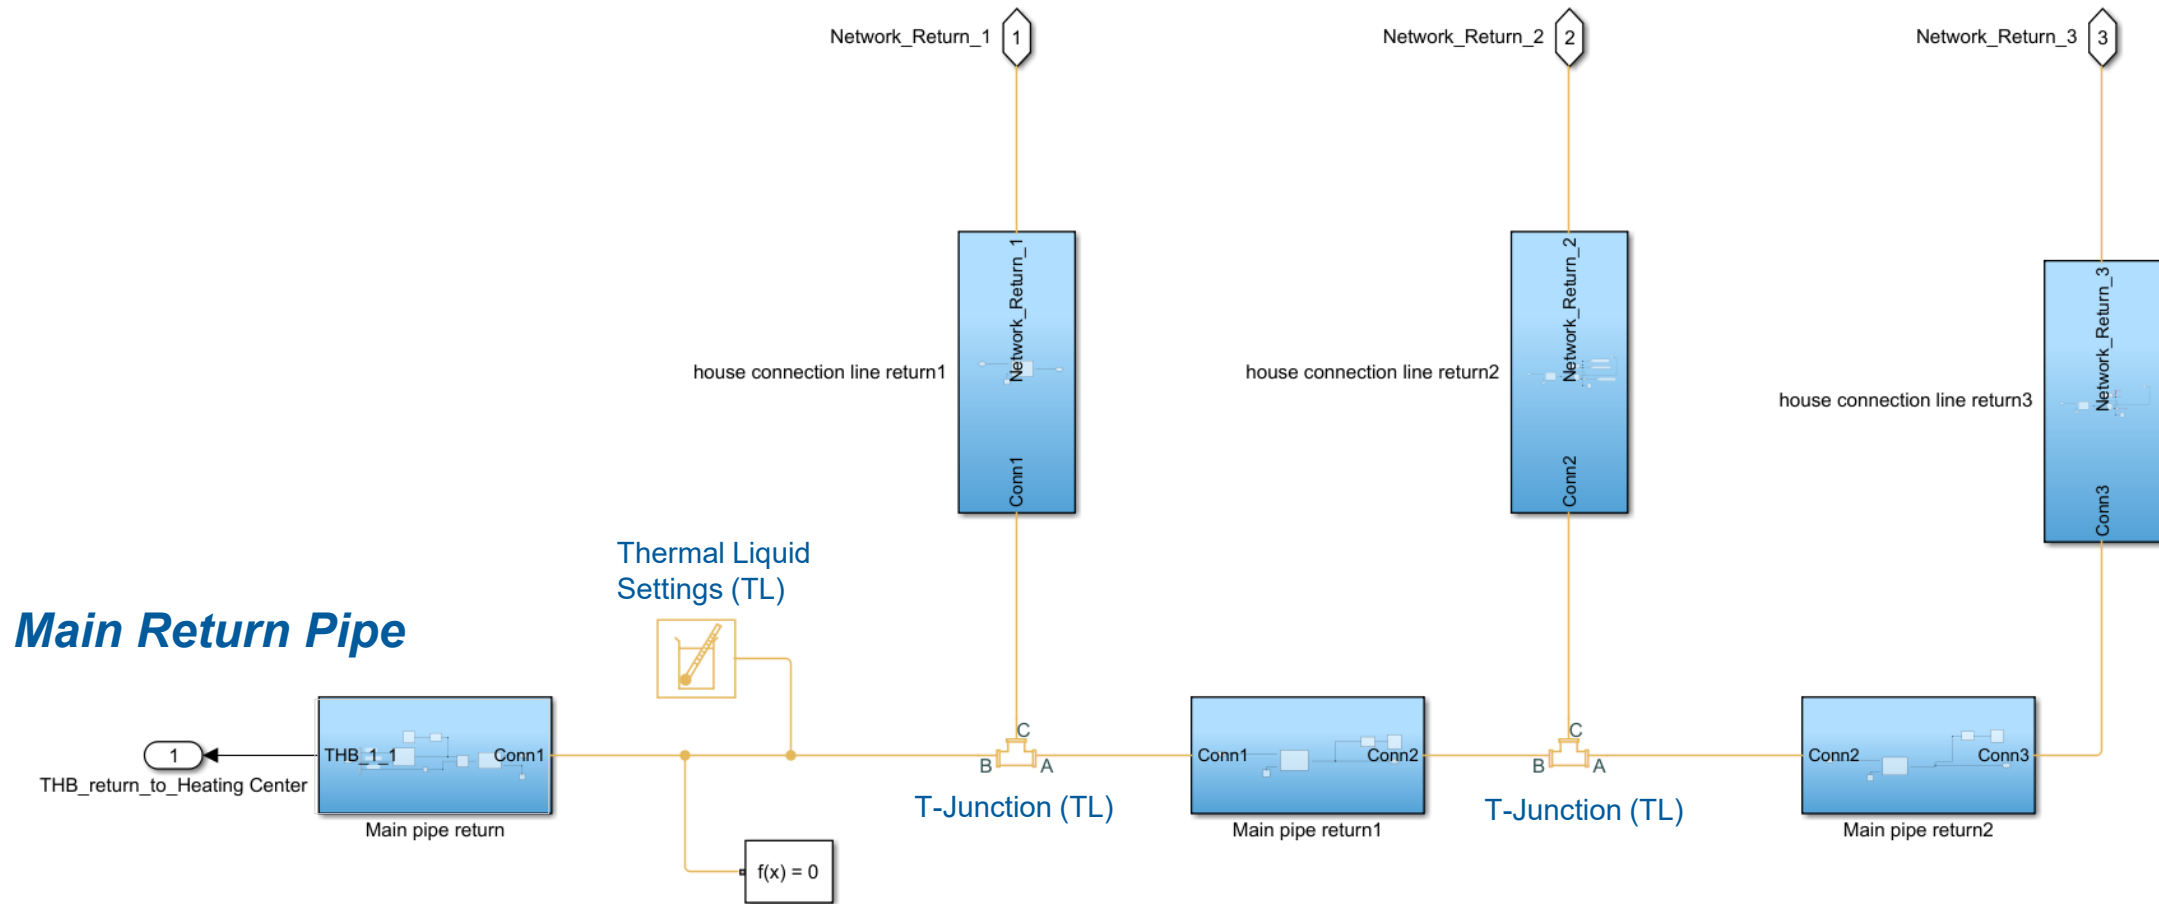 Network_Return_1
1
Network_Return_2
2
Network_Return_3
3
Network_Return_1
Network_Return_2
Network_Return_3
house connection line return1
house connection line return2
house connection line return3
Conn1
Conn2
Conn3
Thermal Liquid
Settings (TL)
Main Return Pipe
C
C
1
THB_1_1
Conn1
B
A
Conn1
Conn2
B
A
Conn2
Conn3
THB_return_to_Heating Center
T-Junction (TL)
T-Junction (TL)
Main pipe return
Main pipe return1
Main pipe return2
f(x) = 0